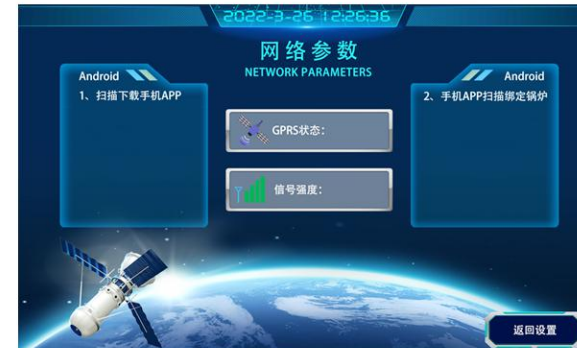 2022-3-26 12:26:36
网络参数
NETWORK PARAMETERS
Android
1、扫描下载手机APP
Android
2、手机APP扫描绑定锅炉
GPRS状态:
信号强度:
返回设置